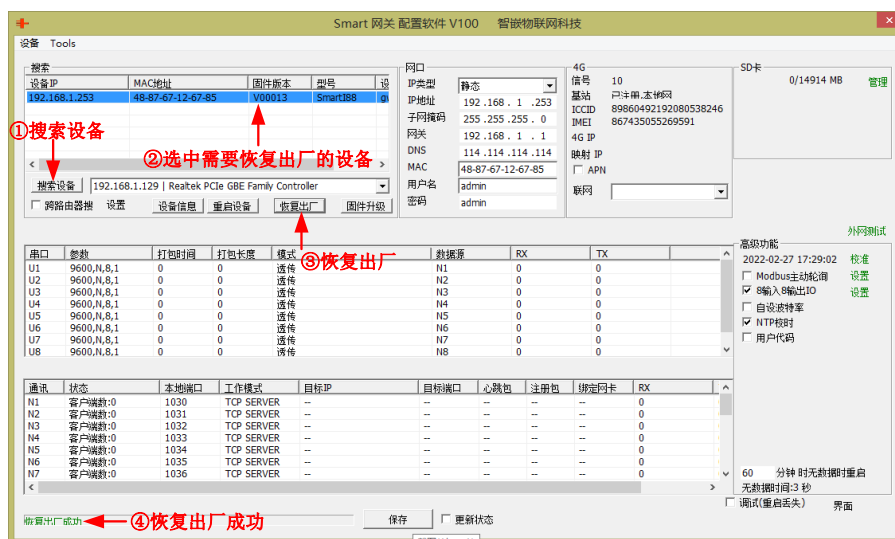 Smart 网关 配置软件 V100 智嵌物联网科技
设备 Tools
搜索
设备IP MAC地址 固件版本 型号 设
192.168.1.253 48-87-67-12-67-85 V00013 SmartI88
①搜索设备
②选中需要恢复出厂的设备
搜索设备 192.168.1.129 | Realtek PCIe GBE Family Controller
跨路由器搜 设置 设备信息 重启设备 恢复出厂 固件升级
③恢复出厂
网口
IP类型 静态
IP地址 192 .168 . 1 .253
子网掩码 255 .255 .255 . 0
网关 192 .168 . 1 . 1
DNS 114 .114 .114 .114
MAC 48-87-67-12-67-85
用户名 admin
密码 admin
4G
信号 10
基站 已注册,本地网
ICCID 89860492192080538246
IMEI 867435055269591
4G IP
映射 IP
APN
联网
SD卡
0/14914 MB 管理
外网测试
串口 参数 打包时间 打包长度 模式 数据源 RX TX
U1 9600,N,8,1 0 0 透传 N1 0 0
U2 9600,N,8,1 0 0 透传 N2 0 0
U3 9600,N,8,1 0 0 透传 N3 0 0
U4 9600,N,8,1 0 0 透传 N4 0 0
U5 9600,N,8,1 0 0 透传 N5 0 0
U6 9600,N,8,1 0 0 透传 N6 0 0
U7 9600,N,8,1 0 0 透传 N7 0 0
U8 9600,N,8,1 0 0 透传 N8 0 0
高级功能
2022-02-27 17:29:02 校准
Modbus主动轮询 设置
8输入8输出IO 设置
自设波特率
NTP校时
用户代码
通讯 状态 本地端口 工作模式 目标IP 目标端口 心跳包 注册包 绑定网卡 RX
N1 客户端数:0 1030 TCP SERVER -- -- -- -- -- 0
N2 客户端数:0 1031 TCP SERVER -- -- -- -- -- 0
N3 客户端数:0 1032 TCP SERVER -- -- -- -- -- 0
N4 客户端数:0 1033 TCP SERVER -- -- -- -- -- 0
N5 客户端数:0 1034 TCP SERVER -- -- -- -- -- 0
N6 客户端数:0 1035 TCP SERVER -- -- -- -- -- 0
N7 客户端数:0 1036 TCP SERVER -- -- -- -- -- 0
60 分钟 时无数据时重启
无数据时间:3 秒
调试(重启丢失) 界面
恢复出厂成功
④恢复出厂成功
保存 更新状态